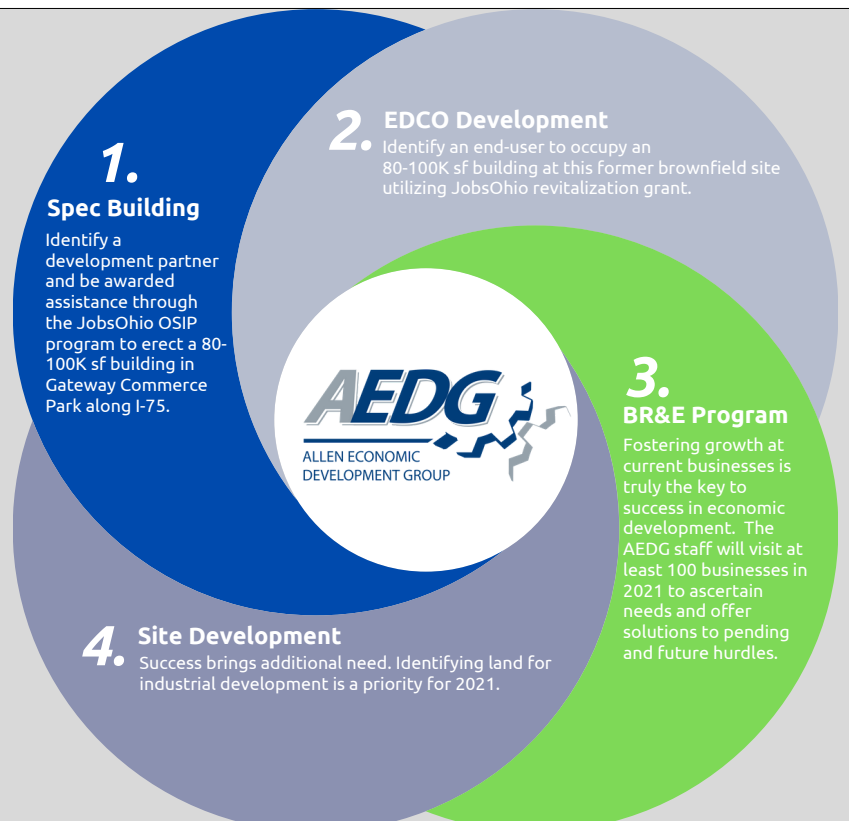 1.
Spec Building
Identify a
development partner
and be awarded
assistance through
the JobsOhio OSIP
program to erect a 80-
100K sf building in
Gateway Commerce
Park along I-75.
2.
EDCO Development
Identify an end-user to occupy an
80-100K sf building at this former brownfield site
utilizing JobsOhio revitalization grant.
AEDG
ALLEN ECONOMIC
DEVELOPMENT GROUP
3.
BR&E Program
Fostering growth at
current businesses is
truly the key to
success in economic
development. The
AEDG staff will visit at
least 100 businesses in
2021 to ascertain
needs and offer
solutions to pending
and future hurdles.
4.
Site Development
Success brings additional need. Identifying land for
industrial development is a priority for 2021.